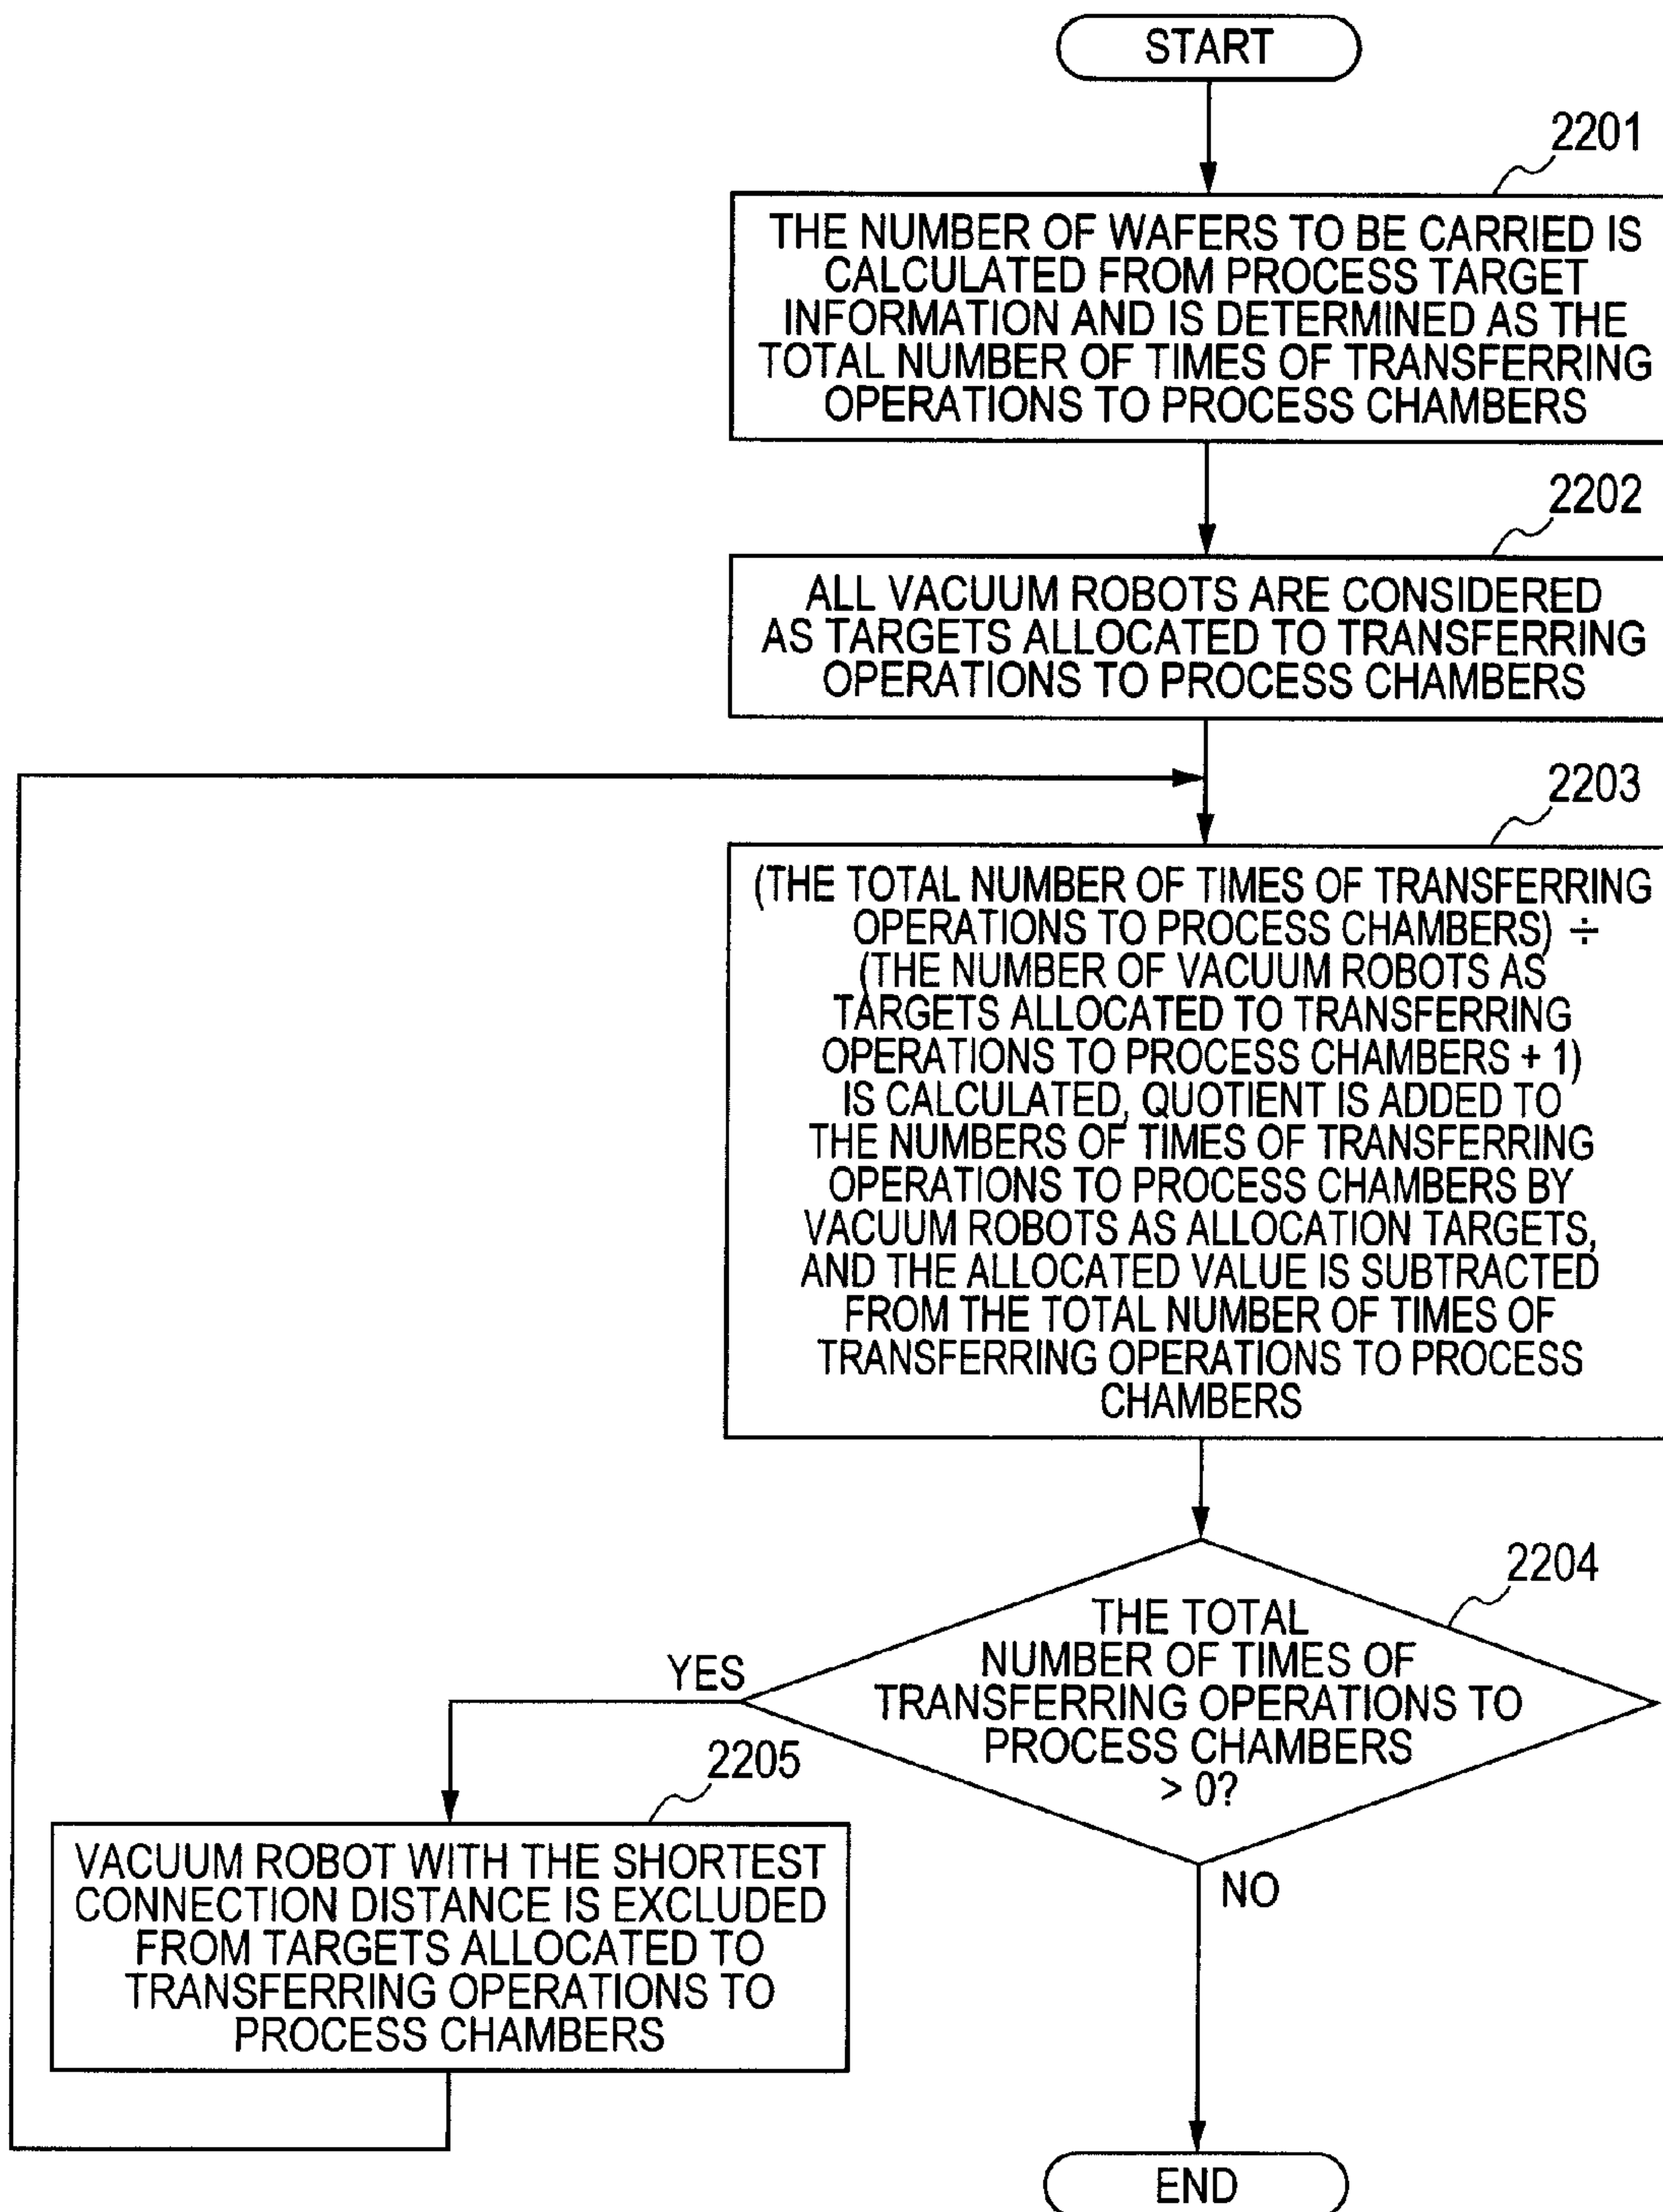 START
2201
THE NUMBER OF WAFERS TO BE CARRIED IS
CALCULATED FROM PROCESS TARGET
INFORMATION AND IS DETERMINED AS THE
TOTAL NUMBER OF TIMES OF TRANSFERRING
OPERATIONS TO PROCESS CHAMBERS
2202
ALL VACUUM ROBOTS ARE CONSIDERED
AS TARGETS ALLOCATED TO TRANSFERRING
OPERATIONS TO PROCESS CHAMBERS
2203
(THE TOTAL NUMBER OF TIMES OF TRANSFERRING
OPERATIONS TO PROCESS CHAMBERS) ÷
(THE NUMBER OF VACUUM ROBOTS AS
TARGETS ALLOCATED TO TRANSFERRING
OPERATIONS TO PROCESS CHAMBERS + 1)
IS CALCULATED, QUOTIENT IS ADDED TO
THE NUMBERS OF TIMES OF TRANSFERRING
OPERATIONS TO PROCESS CHAMBERS BY
VACUUM ROBOTS AS ALLOCATION TARGETS,
AND THE ALLOCATED VALUE IS SUBTRACTED
FROM THE TOTAL NUMBER OF TIMES OF
TRANSFERRING OPERATIONS TO PROCESS
CHAMBERS
2204
THE TOTAL
NUMBER OF TIMES OF
TRANSFERRING OPERATIONS TO
PROCESS CHAMBERS
> 0?
YES
2205
VACUUM ROBOT WITH THE SHORTEST
CONNECTION DISTANCE IS EXCLUDED
FROM TARGETS ALLOCATED TO
TRANSFERRING OPERATIONS TO
PROCESS CHAMBERS
NO
END